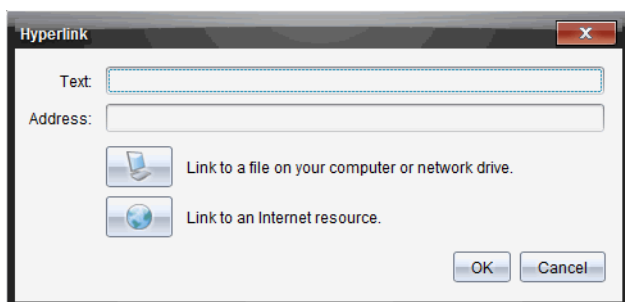 Hyperlink
Text:
Address:
Link to a file on your computer or network drive.
Link to an Internet resource.
OK Cancel